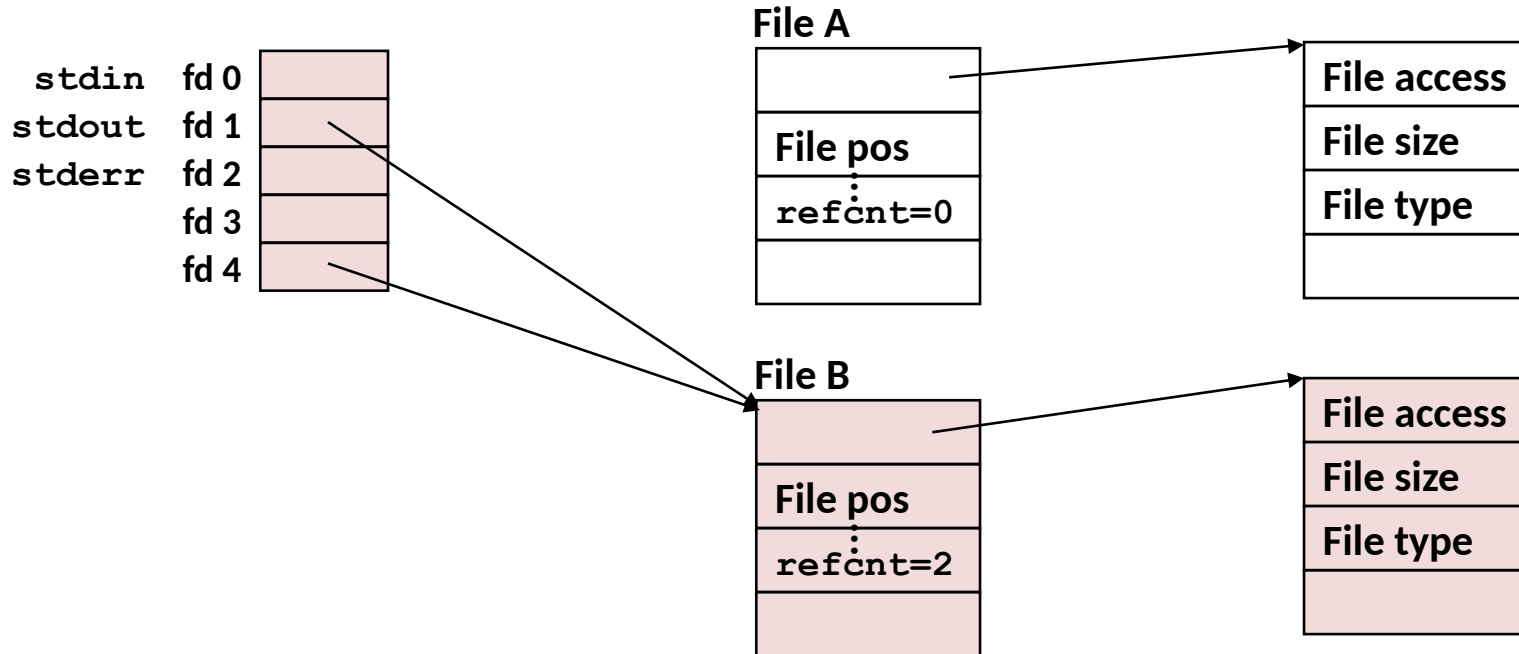 stdin fd 0
stdout fd 1
stderr fd 2
fd 3
fd 4
File A
File pos
refcnt=0
File access
File size
File type
File B
File pos
refcnt=2
File access
File size
File type